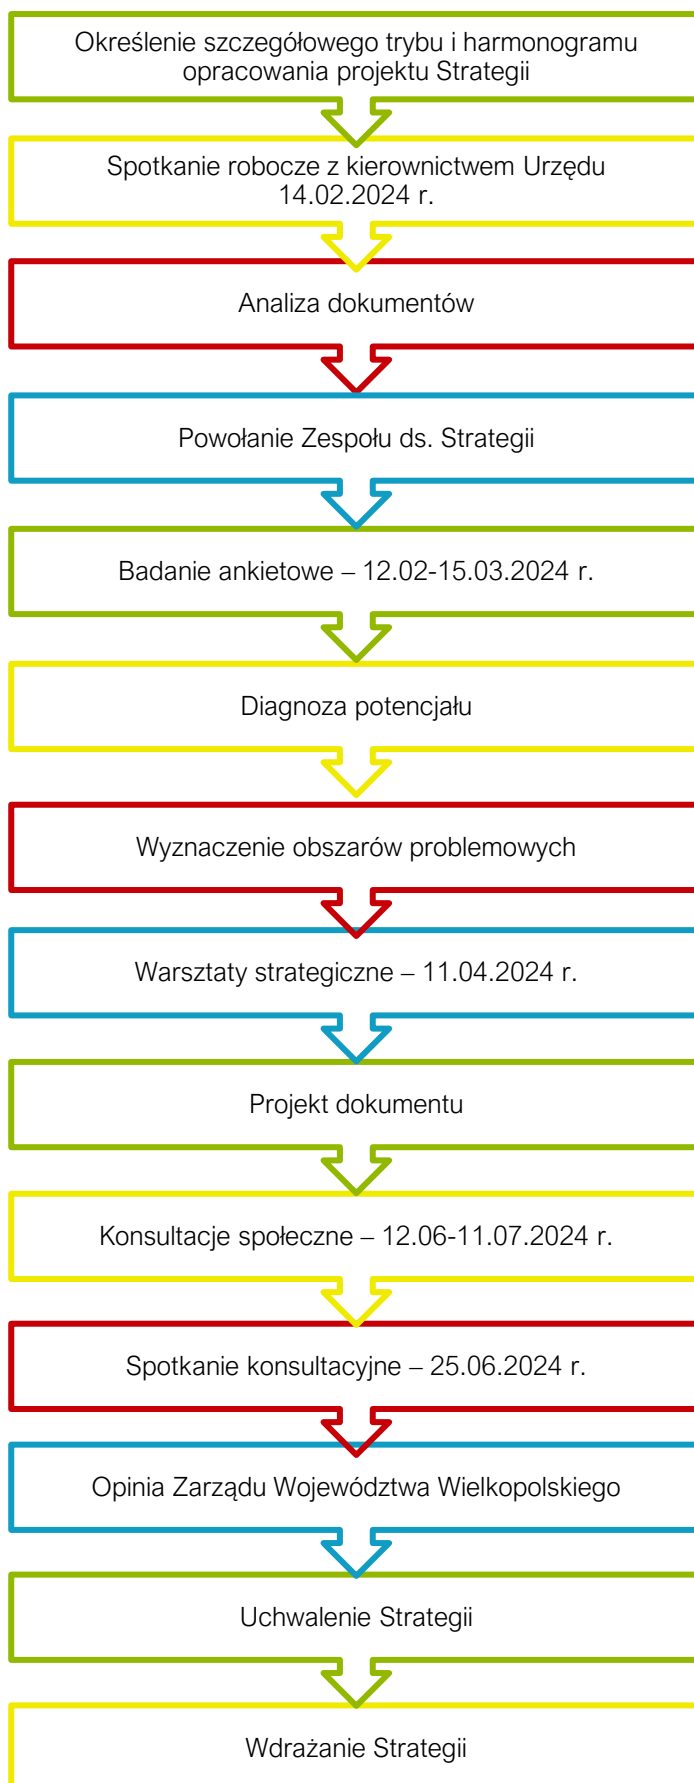 Określenie szczegółowego trybu i harmonogramu
opracowania projektu Strategii
Spotkanie robocze z kierownictwem Urzędu
14.02.2024 r.
Analiza dokumentów
Powołanie Zespołu ds. Strategii
Badanie ankietowe – 12.02-15.03.2024 r.
Diagnoza potencjału
Wyznaczenie obszarów problemowych
Warsztaty strategiczne – 11.04.2024 r.
Projekt dokumentu
Konsultacje społeczne – 12.06-11.07.2024 r.
Spotkanie konsultacyjne – 25.06.2024 r.
Opinia Zarządu Województwa Wielkopolskiego
Uchwalenie Strategii
Wdrażanie Strategii